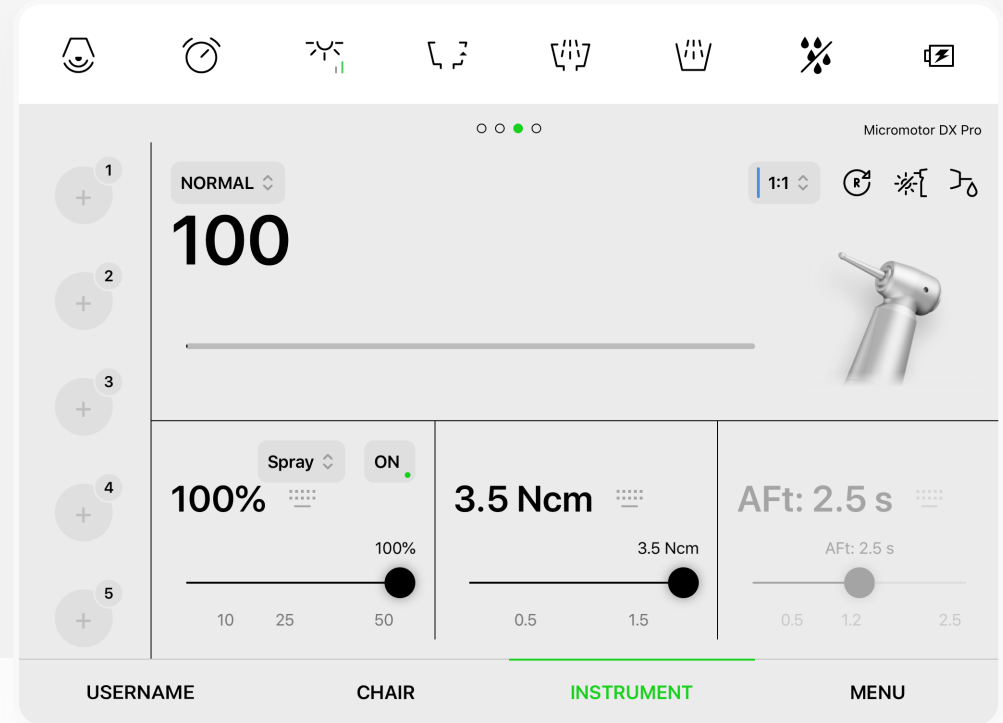 Micromotor DX Pro
1
NORMAL
1:1
R
100
2
3
4
5
Spray
ON
100%
3.5 Ncm
AFt: 2.5 s
100%
3.5 Ncm
AFt: 2.5 s
10 25 50
0.5 1.5
0.5 1.2 2.5
USERNAME CHAIR INSTRUMENT MENU